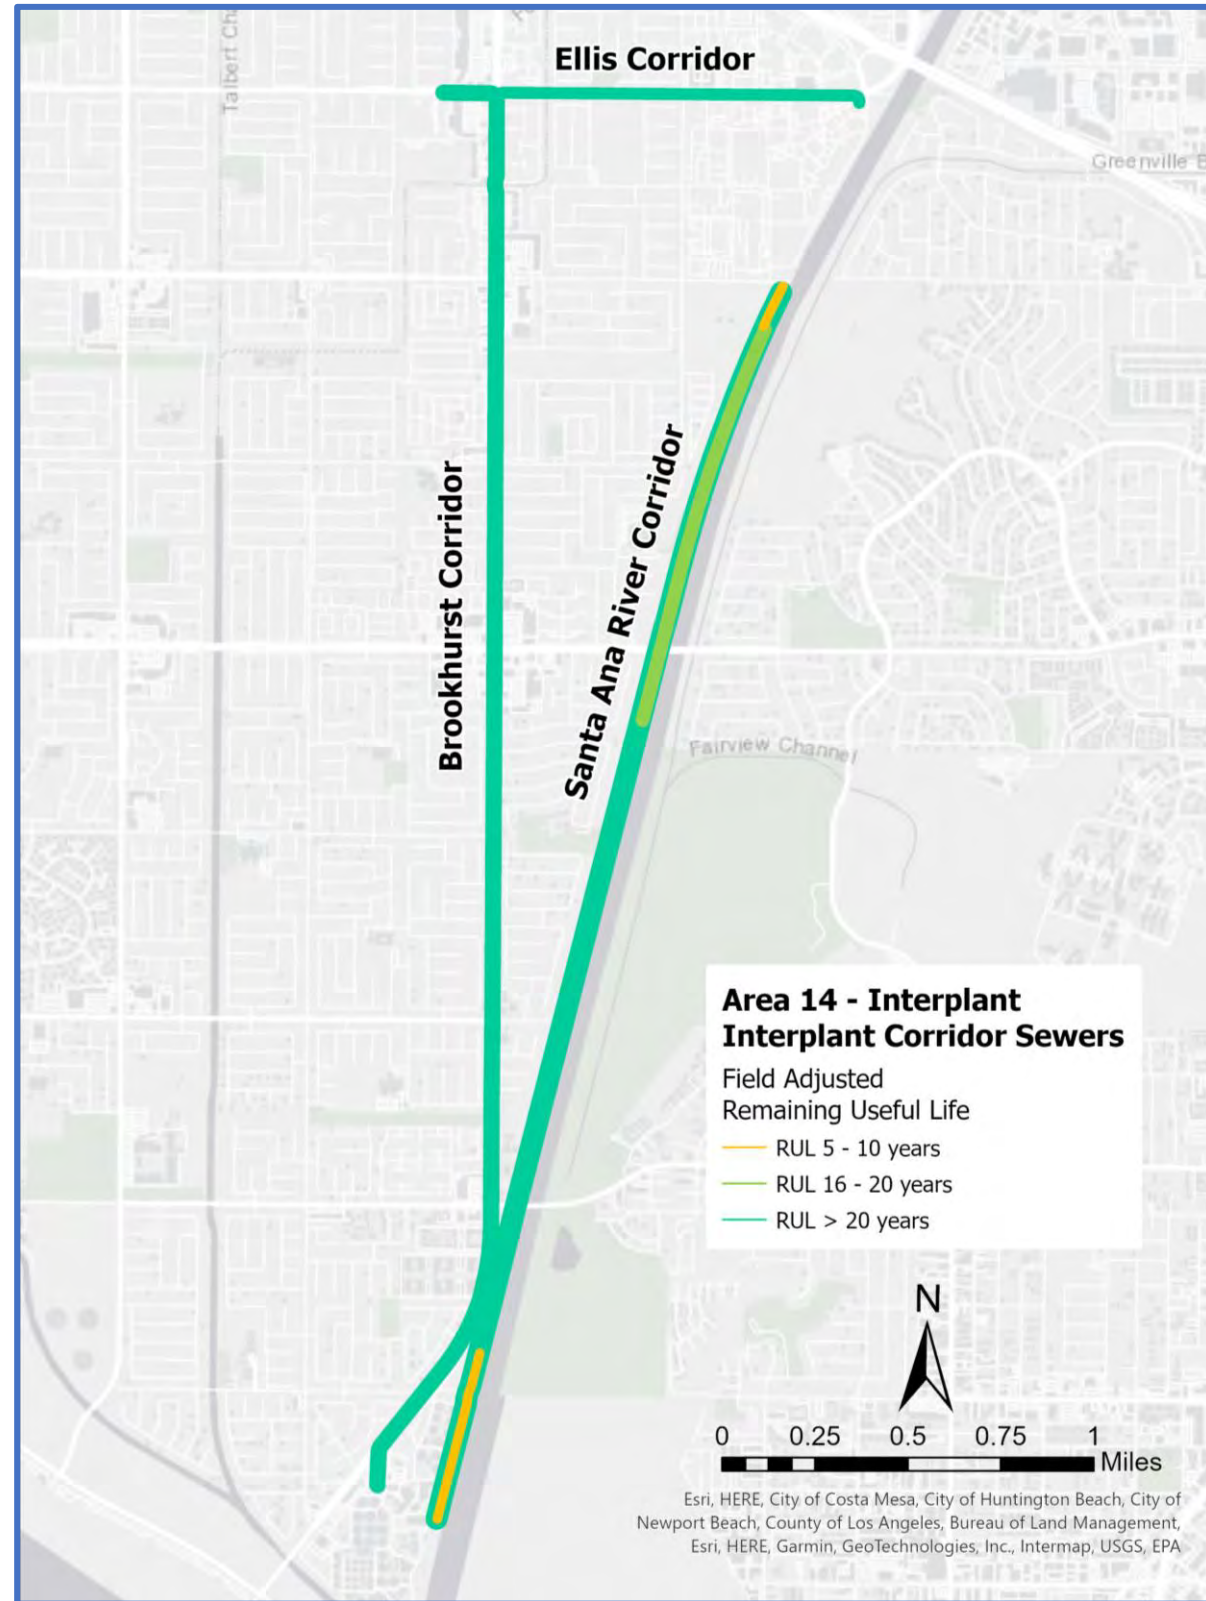 Ellis Corridor
Talbert Cha
Greenville B
Brookhurst Corridor
Santa Ana River Corridor
Fairview Channel
Area 14 - Interplant
Interplant Corridor Sewers
Field Adjusted
Remaining Useful Life
RUL 5 - 10 years
RUL 16 - 20 years
RUL > 20 years
N
0 0.25 0.5 0.75 1
Miles
Esri, HERE, City of Costa Mesa, City of Huntington Beach, City of
Newport Beach, County of Los Angeles, Bureau of Land Management,
Esri, HERE, Garmin, GeoTechnologies, Inc., Intermap, USGS, EPA